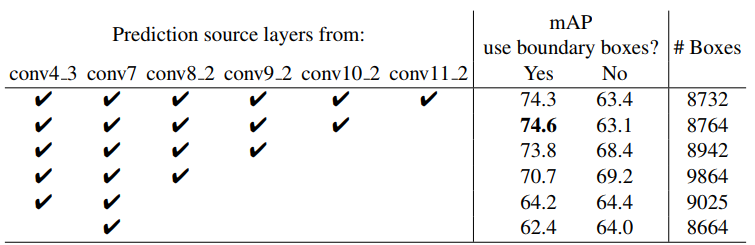 Prediction source layers from: mAP
use boundary boxes? # Boxes
conv4_3 conv7 conv8_2 conv9_2 conv10_2 conv11_2 Yes No
✔ ✔ ✔ ✔ ✔ ✔ 74.3 63.4 8732
✔ ✔ ✔ ✔ ✔ 74.6 63.1 8764
✔ ✔ ✔ ✔ 73.8 68.4 8942
✔ ✔ ✔ 70.7 69.2 9864
✔ ✔ 64.2 64.4 9025
✔ 62.4 64.0 8664